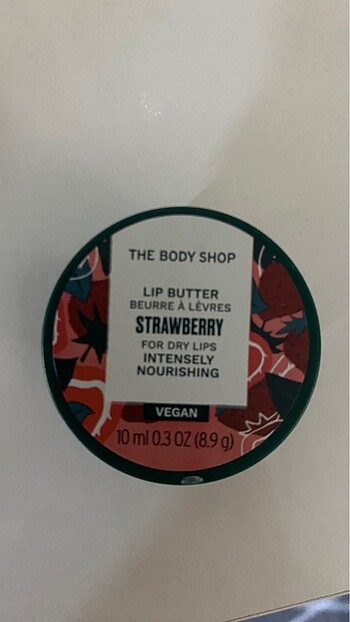 THE BODY SHOP
LIP BUTTER
BEURRE À LÈVRES
STRAWBERRY
FOR DRY LIPS
INTENSELY
NOURISHING
VEGAN
10 ml 0.3 OZ (8.9 g)